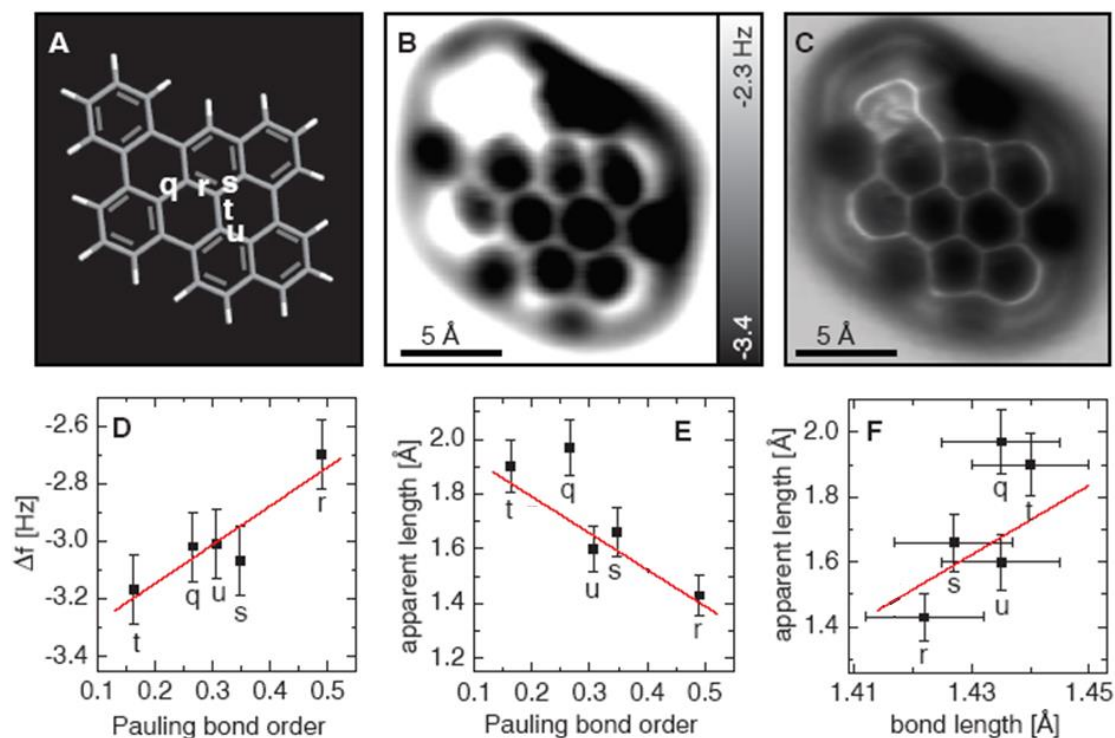 A
q r s
t
u
B
-2.3 Hz
-3.4
5 Å
C
5 Å
D
Δf [Hz]
-2.6
-2.8
-3.0
-3.2
-3.4
t
q
u
s
r
0.1 0.2 0.3 0.4 0.5
Pauling bond order
E
apparent length [Å]
2.0
1.8
1.6
1.4
1.2
t
q
u
s
r
0.1 0.2 0.3 0.4 0.5
Pauling bond order
F
apparent length [Å]
2.0
1.8
1.6
1.4
q
t
s
u
r
1.41 1.43 1.45
bond length [Å]